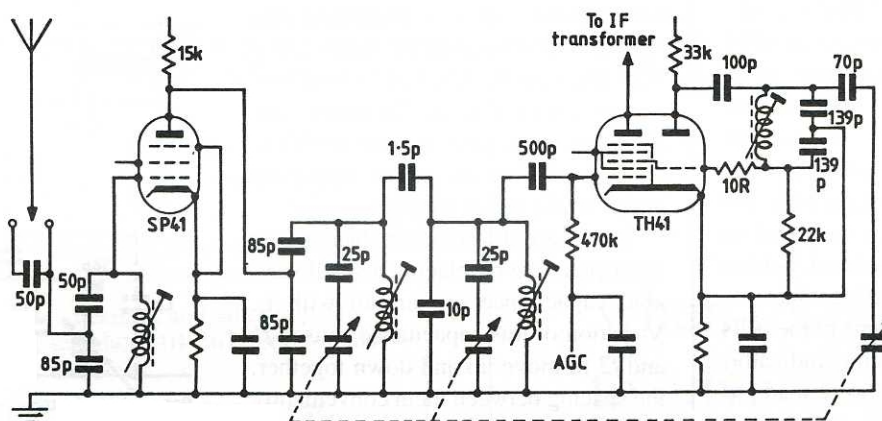 To IF
transformer
15k
33k
100p
70p
139p
139
p
1·5p
500p
SP41
TH41
10R
50p
50p
85p
85p
85p
25p
10p
25p
470k
22k
AGC